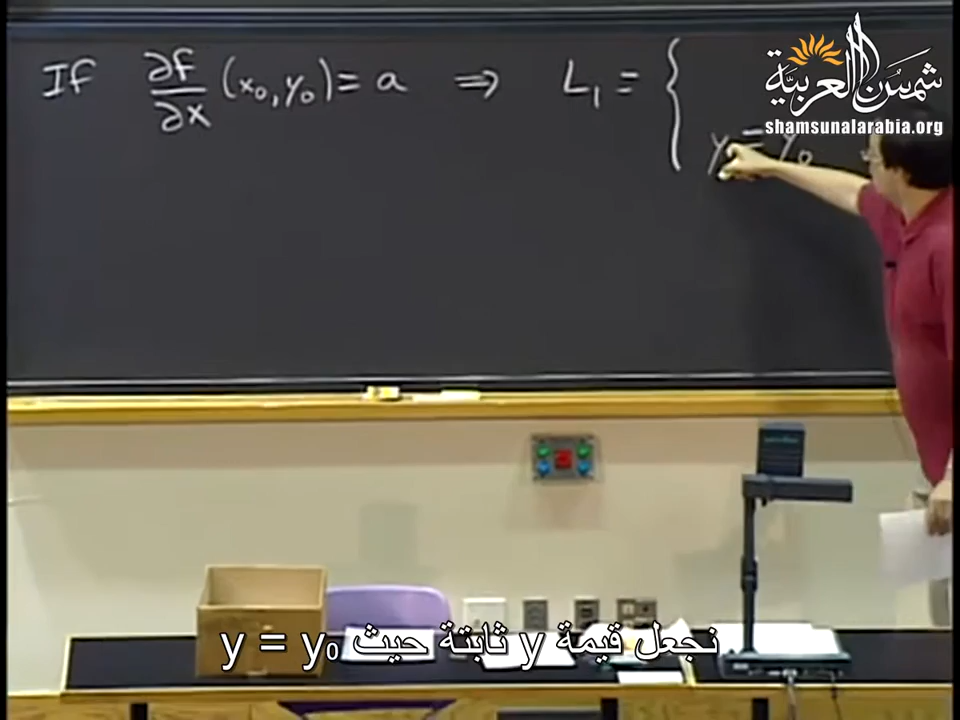 شمس العربية
shamsunalarabia.org
If ∂f/∂x (x₀, y₀) = a ⇒ L₁ = {
y = y₀
نجعل قيمة y ثابتة حيث y = y₀